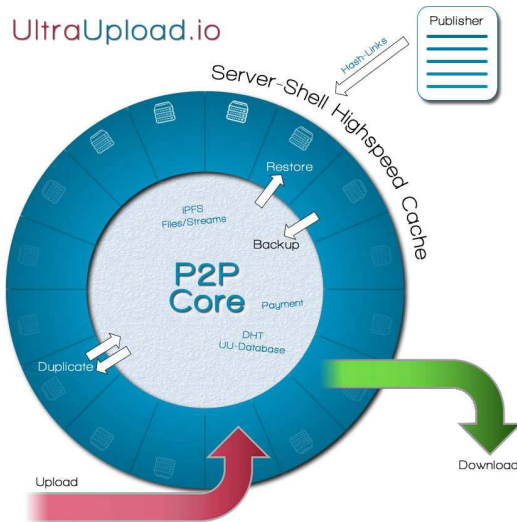 UltraUpload.io
Publisher
Hash-Links
Server-Shell Highspeed Cache
Restore
IPFS
Files/Streams
Backup
P2P
Core
Payment
DHT
UU-Database
Duplicate
Download
Upload